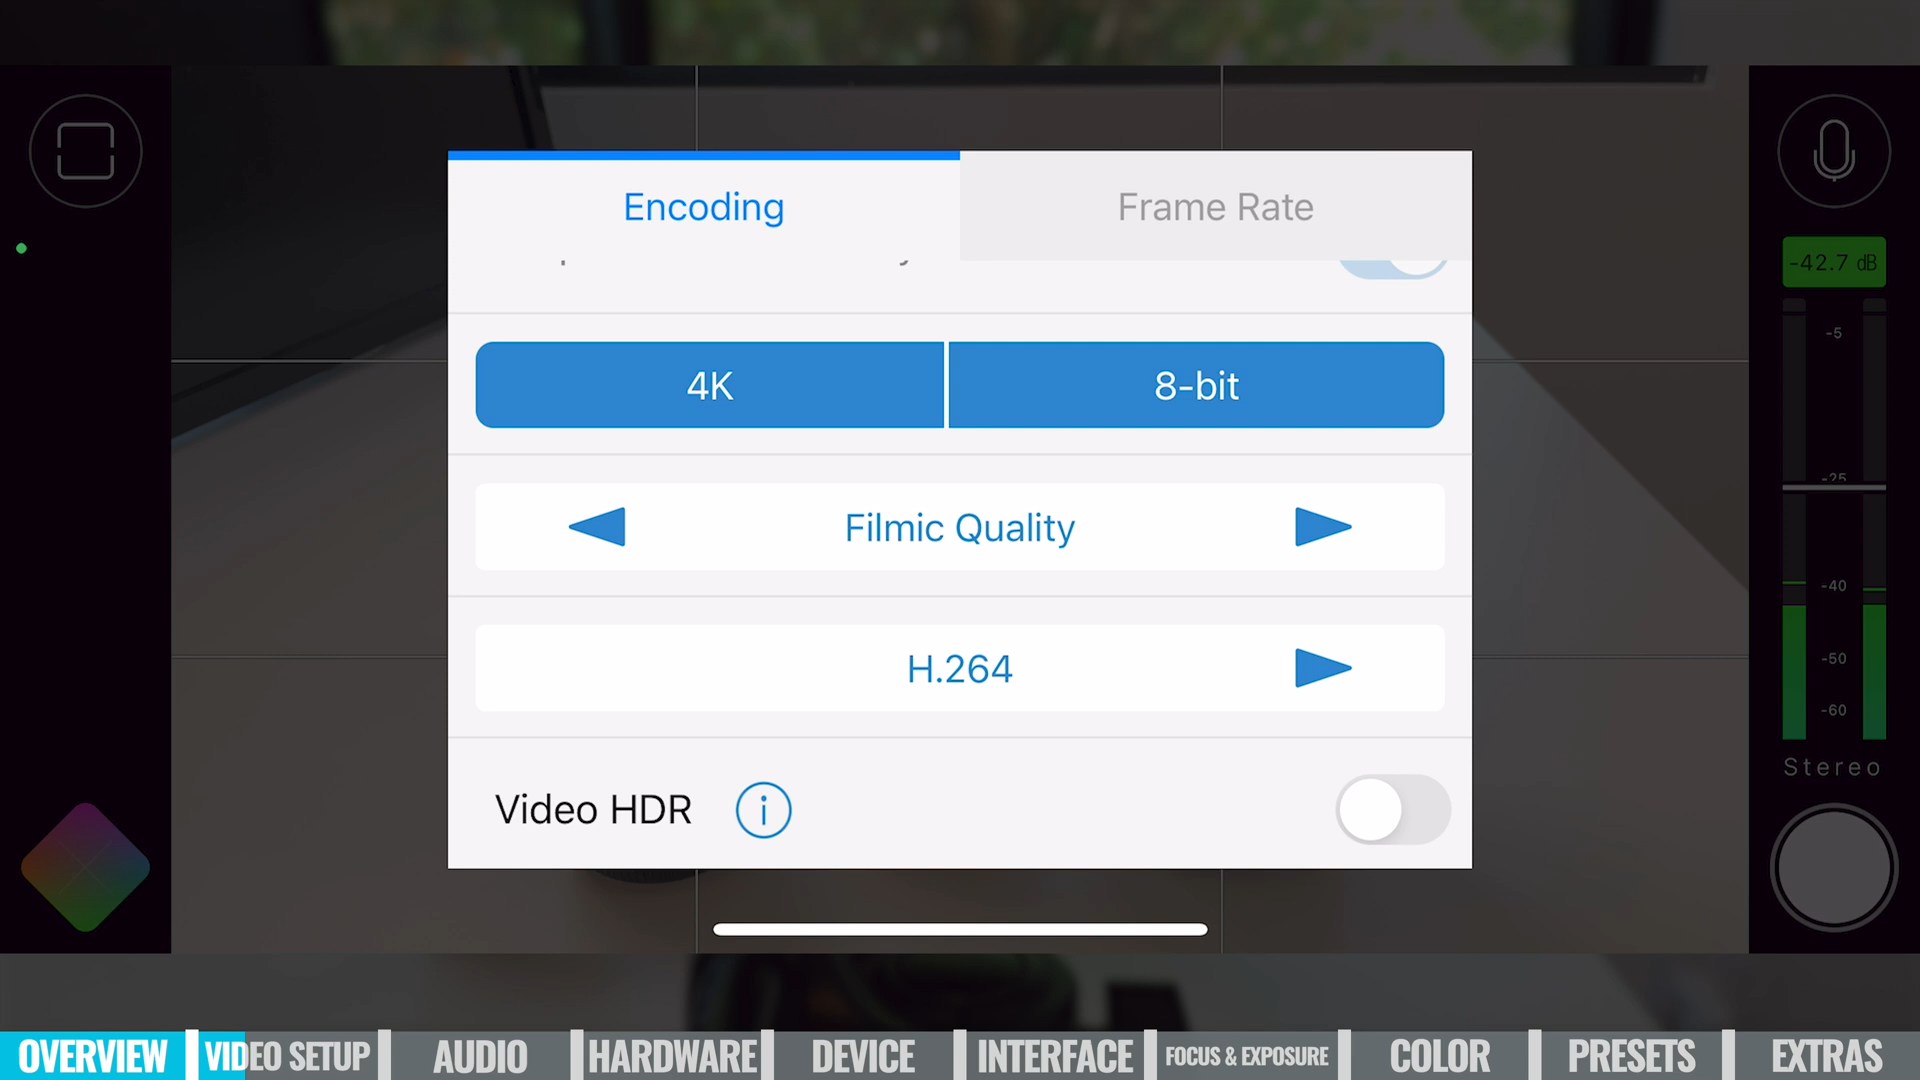 Encoding
Frame Rate
4K
8-bit
Filmic Quality
H.264
Video HDR
i
-42.7 dB
-5
-25
-40
-50
-60
Stereo
OVERVIEW
VIDEO SETUP
AUDIO
HARDWARE
DEVICE
INTERFACE
FOCUS & EXPOSURE
COLOR
PRESETS
EXTRAS